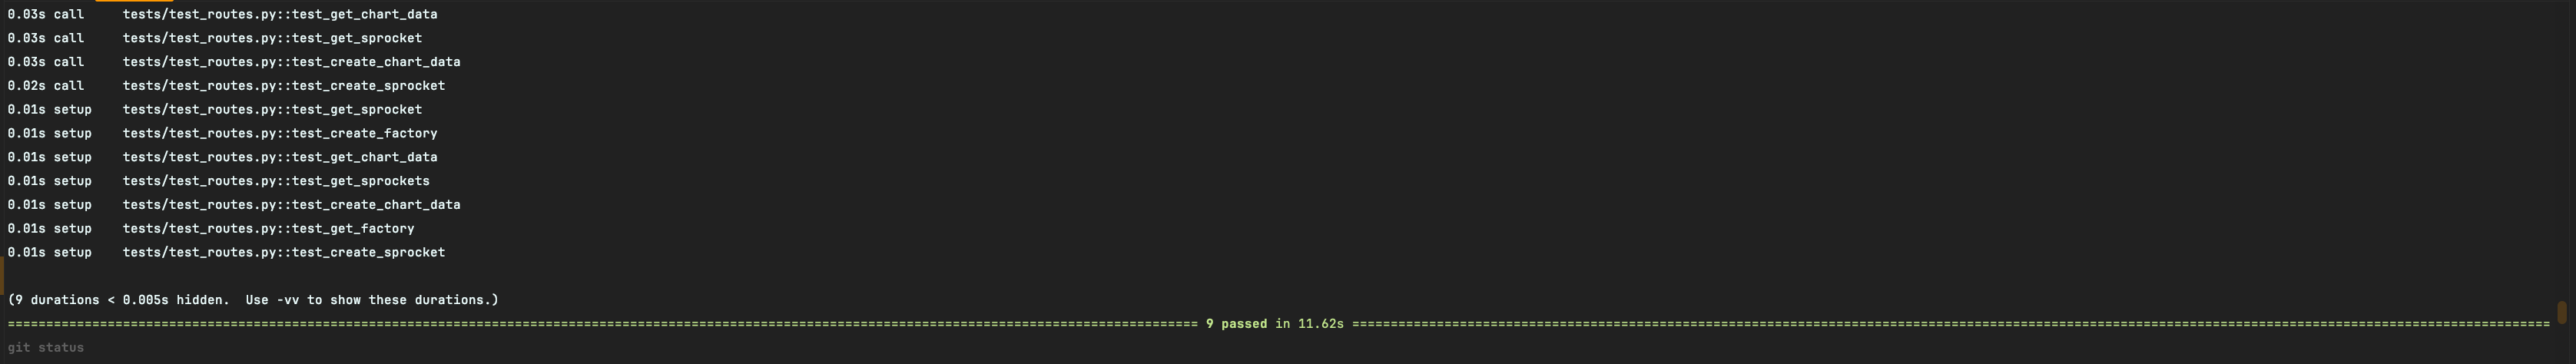 0.03s call     tests/test_routes.py::test_get_chart_data
0.03s call     tests/test_routes.py::test_get_sprocket
0.03s call     tests/test_routes.py::test_create_chart_data
0.02s call     tests/test_routes.py::test_create_sprocket
0.01s setup    tests/test_routes.py::test_get_sprocket
0.01s setup    tests/test_routes.py::test_create_factory
0.01s setup    tests/test_routes.py::test_get_chart_data
0.01s setup    tests/test_routes.py::test_get_sprockets
0.01s setup    tests/test_routes.py::test_create_chart_data
0.01s setup    tests/test_routes.py::test_get_factory
0.01s setup    tests/test_routes.py::test_create_sprocket
(9 durations < 0.005s hidden.  Use -vv to show these durations.)
=========================== 9 passed in 11.62s ===========================
git status